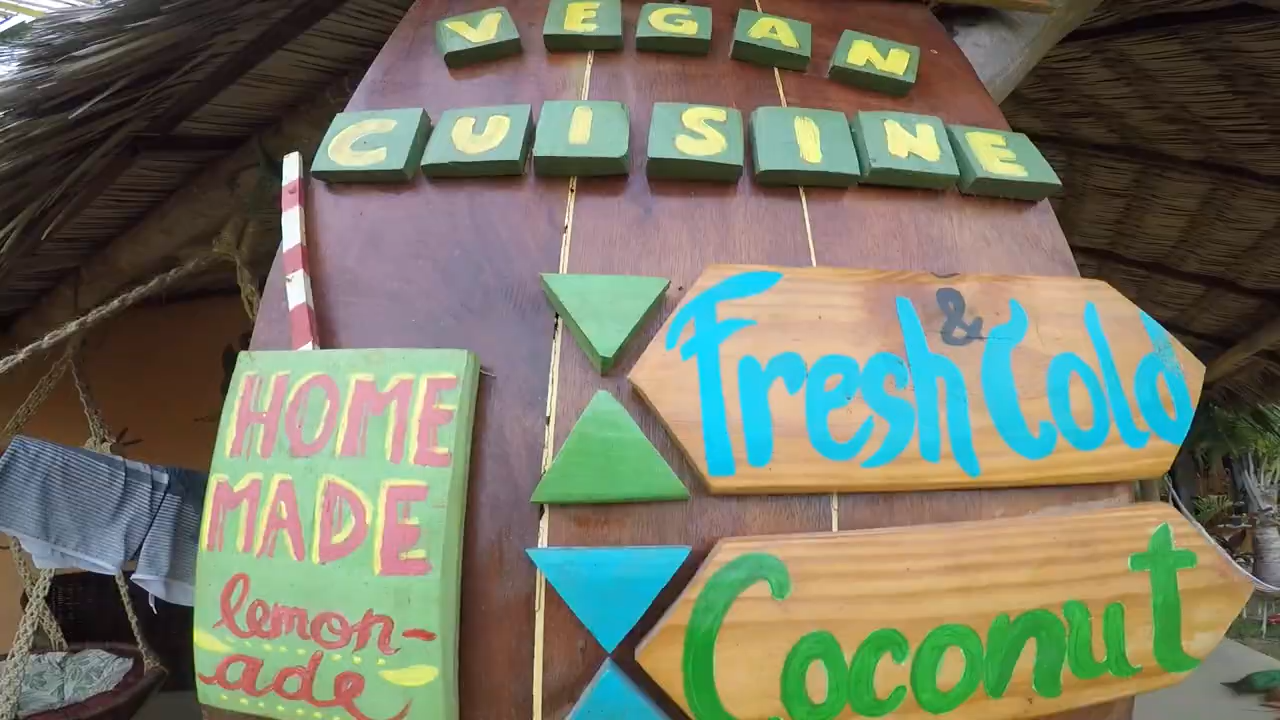 VEGAN
CUISINE
HOME
MADE
lemon-
ade
Fresh & Cold
Coconut